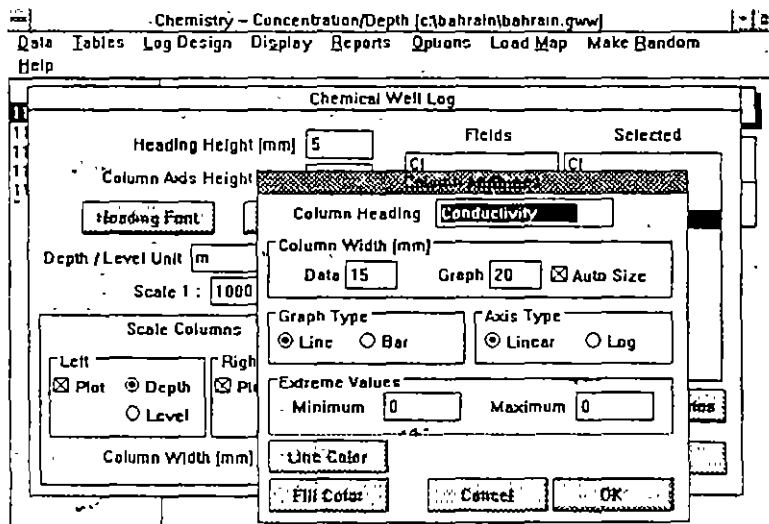 Chemistry – Concentration/Depth [c:\bahrain\bahrain.gww]
Data Tables Log Design Display Reports Options Load Map Make Random
Help
Chemical Well Log
Heading Height [mm] 5
Fields Selected
Cl Cl
Column Axis Height
Heading Font
Column Heading Conductivity
Depth / Level Unit m
Column Width [mm]
Data 15 Graph 20 Auto Size
Scale 1 : 1000
Scale Columns
Graph Type Axis Type
Line Bar Linear Log
Left
Plot Depth
Level
Extreme Values
Minimum 0 Maximum 0
Column Width [mm]
Line Color
Fill Color Cancel OK